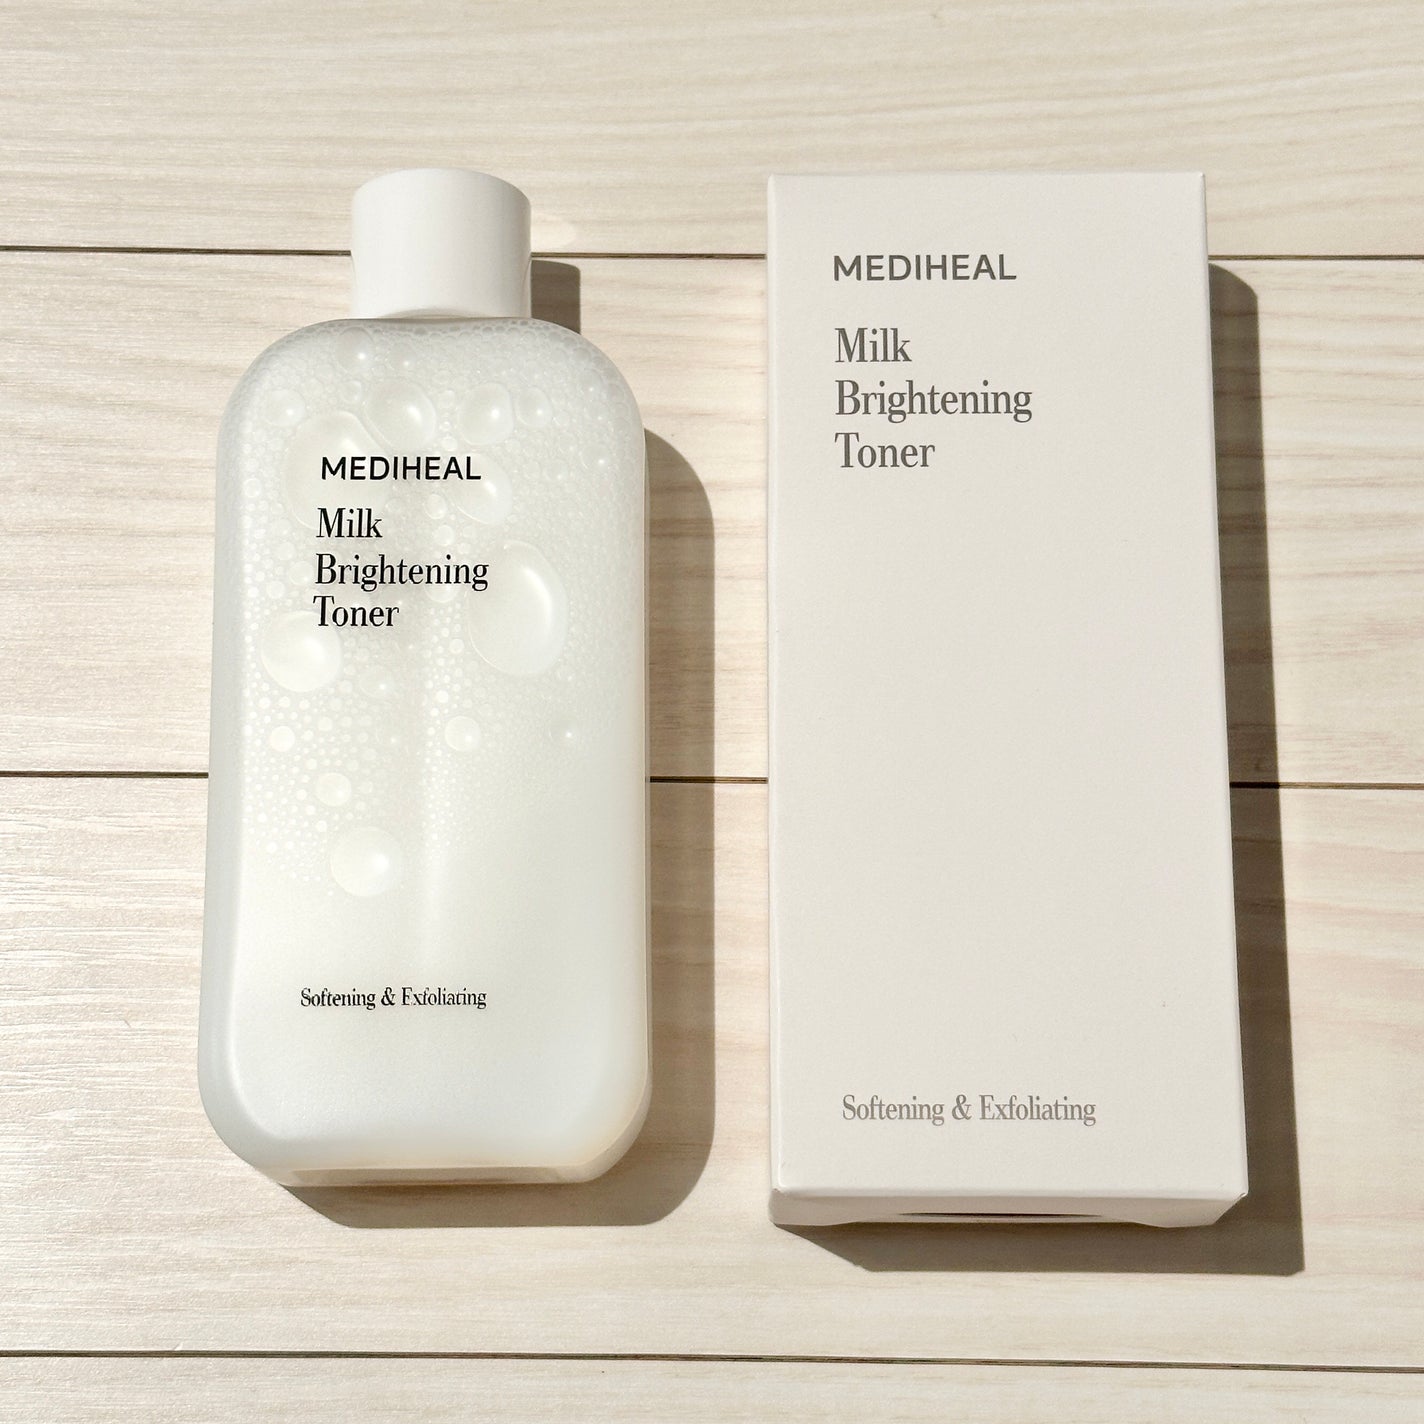 MEDIHEAL
Milk
Brightening
Toner
Softening & Exfoliating
MEDIHEAL
Milk
Brightening
Toner
Softening & Exfoliating